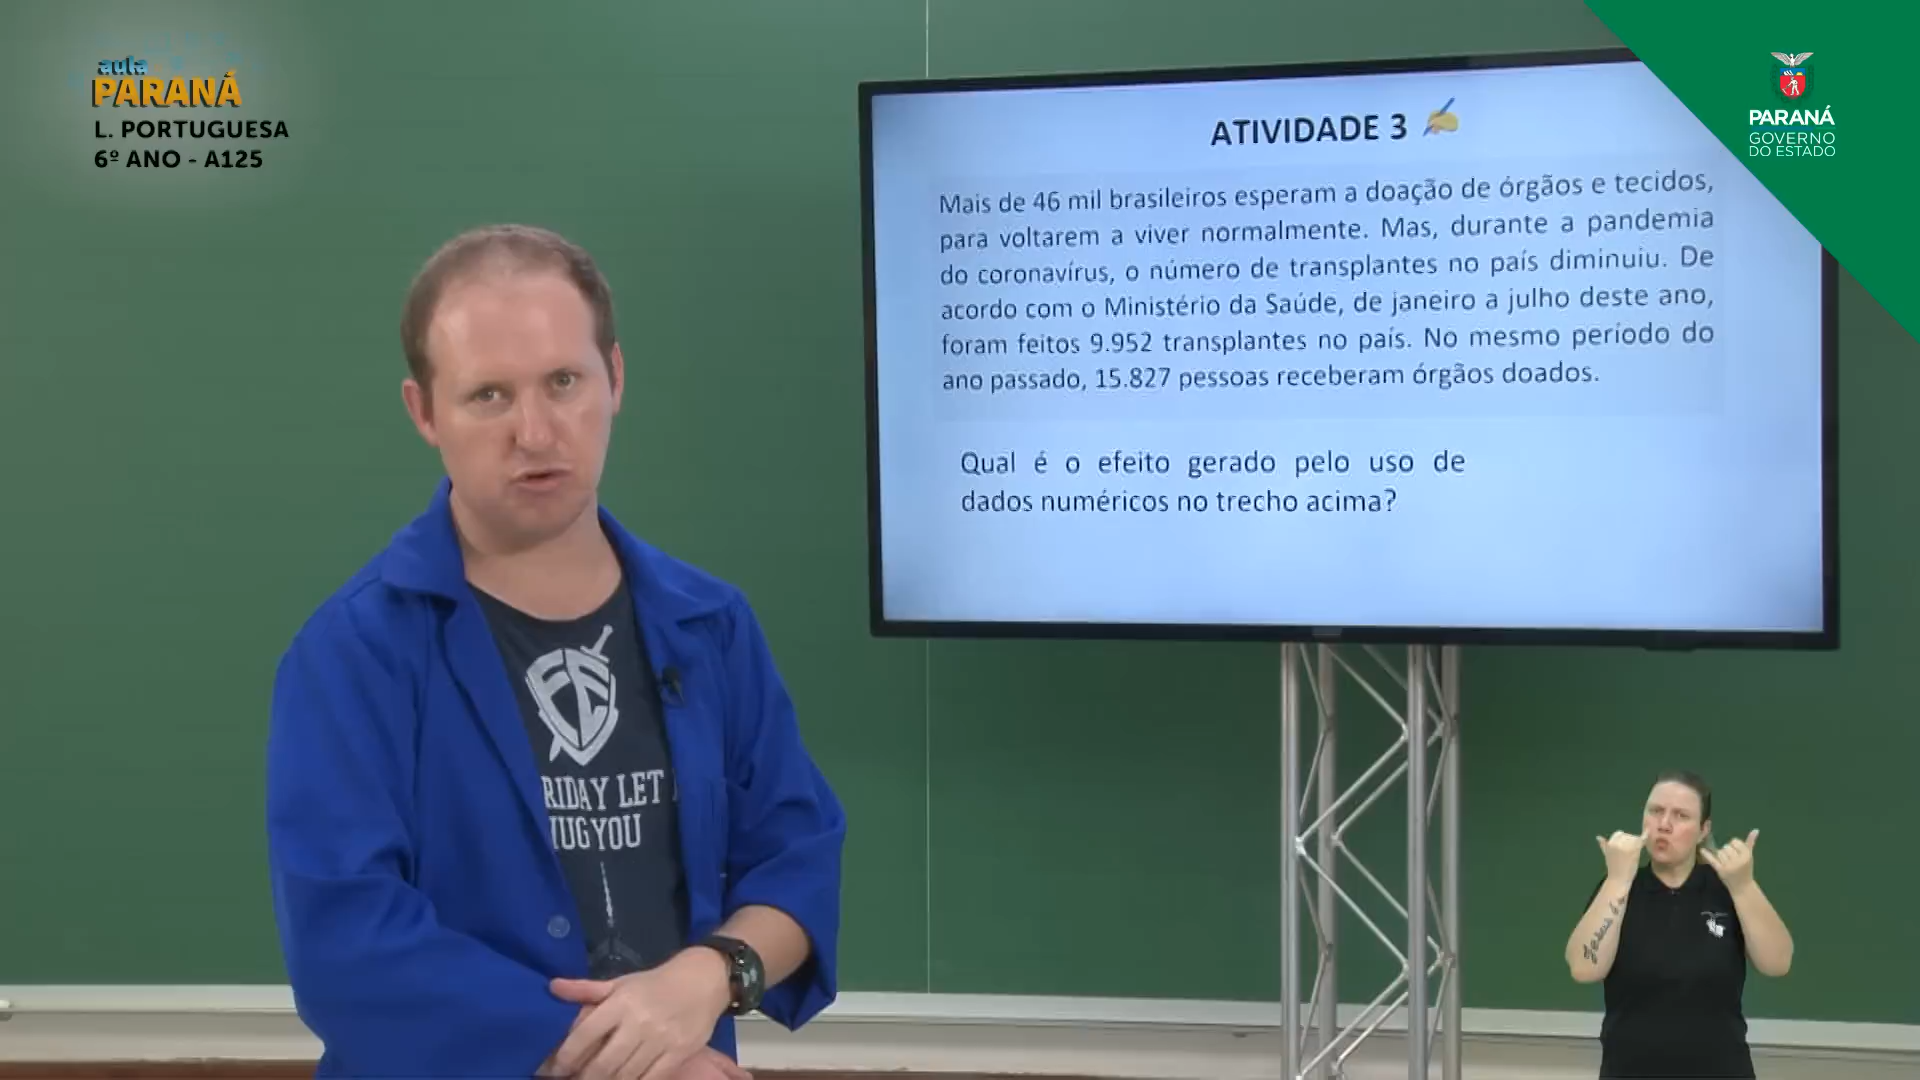 aula
PARANÁ
L. PORTUGUESA
6º ANO - A125
ATIVIDADE 3
Mais de 46 mil brasileiros esperam a doação de órgãos e tecidos,
para voltarem a viver normalmente. Mas, durante a pandemia
do coronavírus, o número de transplantes no país diminuiu. De
acordo com o Ministério da Saúde, de janeiro a julho deste ano,
foram feitos 9.952 transplantes no país. No mesmo período do
ano passado, 15.827 pessoas receberam órgãos doados.
Qual é o efeito gerado pelo uso de
dados numéricos no trecho acima?
PARANÁ
GOVERNO
DO ESTADO
FE
RIDAY LET
YOU